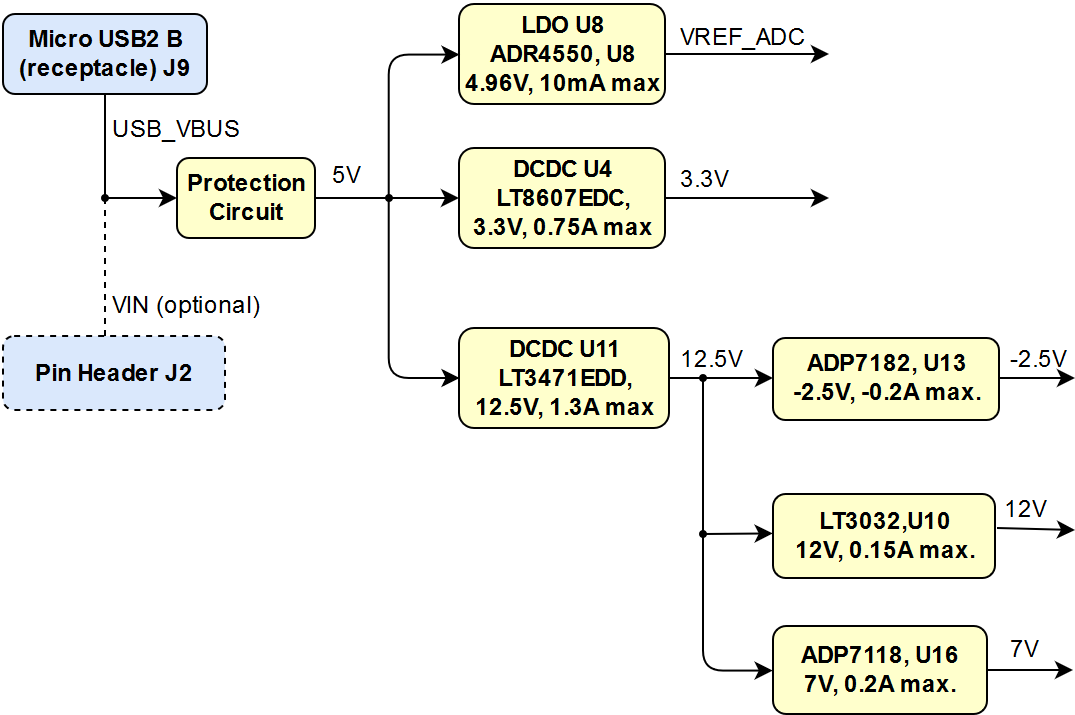 Micro USB2 B
(receptacle) J9
USB_VBUS
Protection
Circuit
5V
VIN (optional)
Pin Header J2
LDO U8
ADR4550, U8
4.96V, 10mA max
VREF_ADC
DCDC U4
LT8607EDC,
3.3V, 0.75A max
3.3V
DCDC U11
LT3471EDD,
12.5V, 1.3A max
12.5V
ADP7182, U13
-2.5V, -0.2A max.
-2.5V
LT3032,U10
12V, 0.15A max.
12V
ADP7118, U16
7V, 0.2A max.
7V